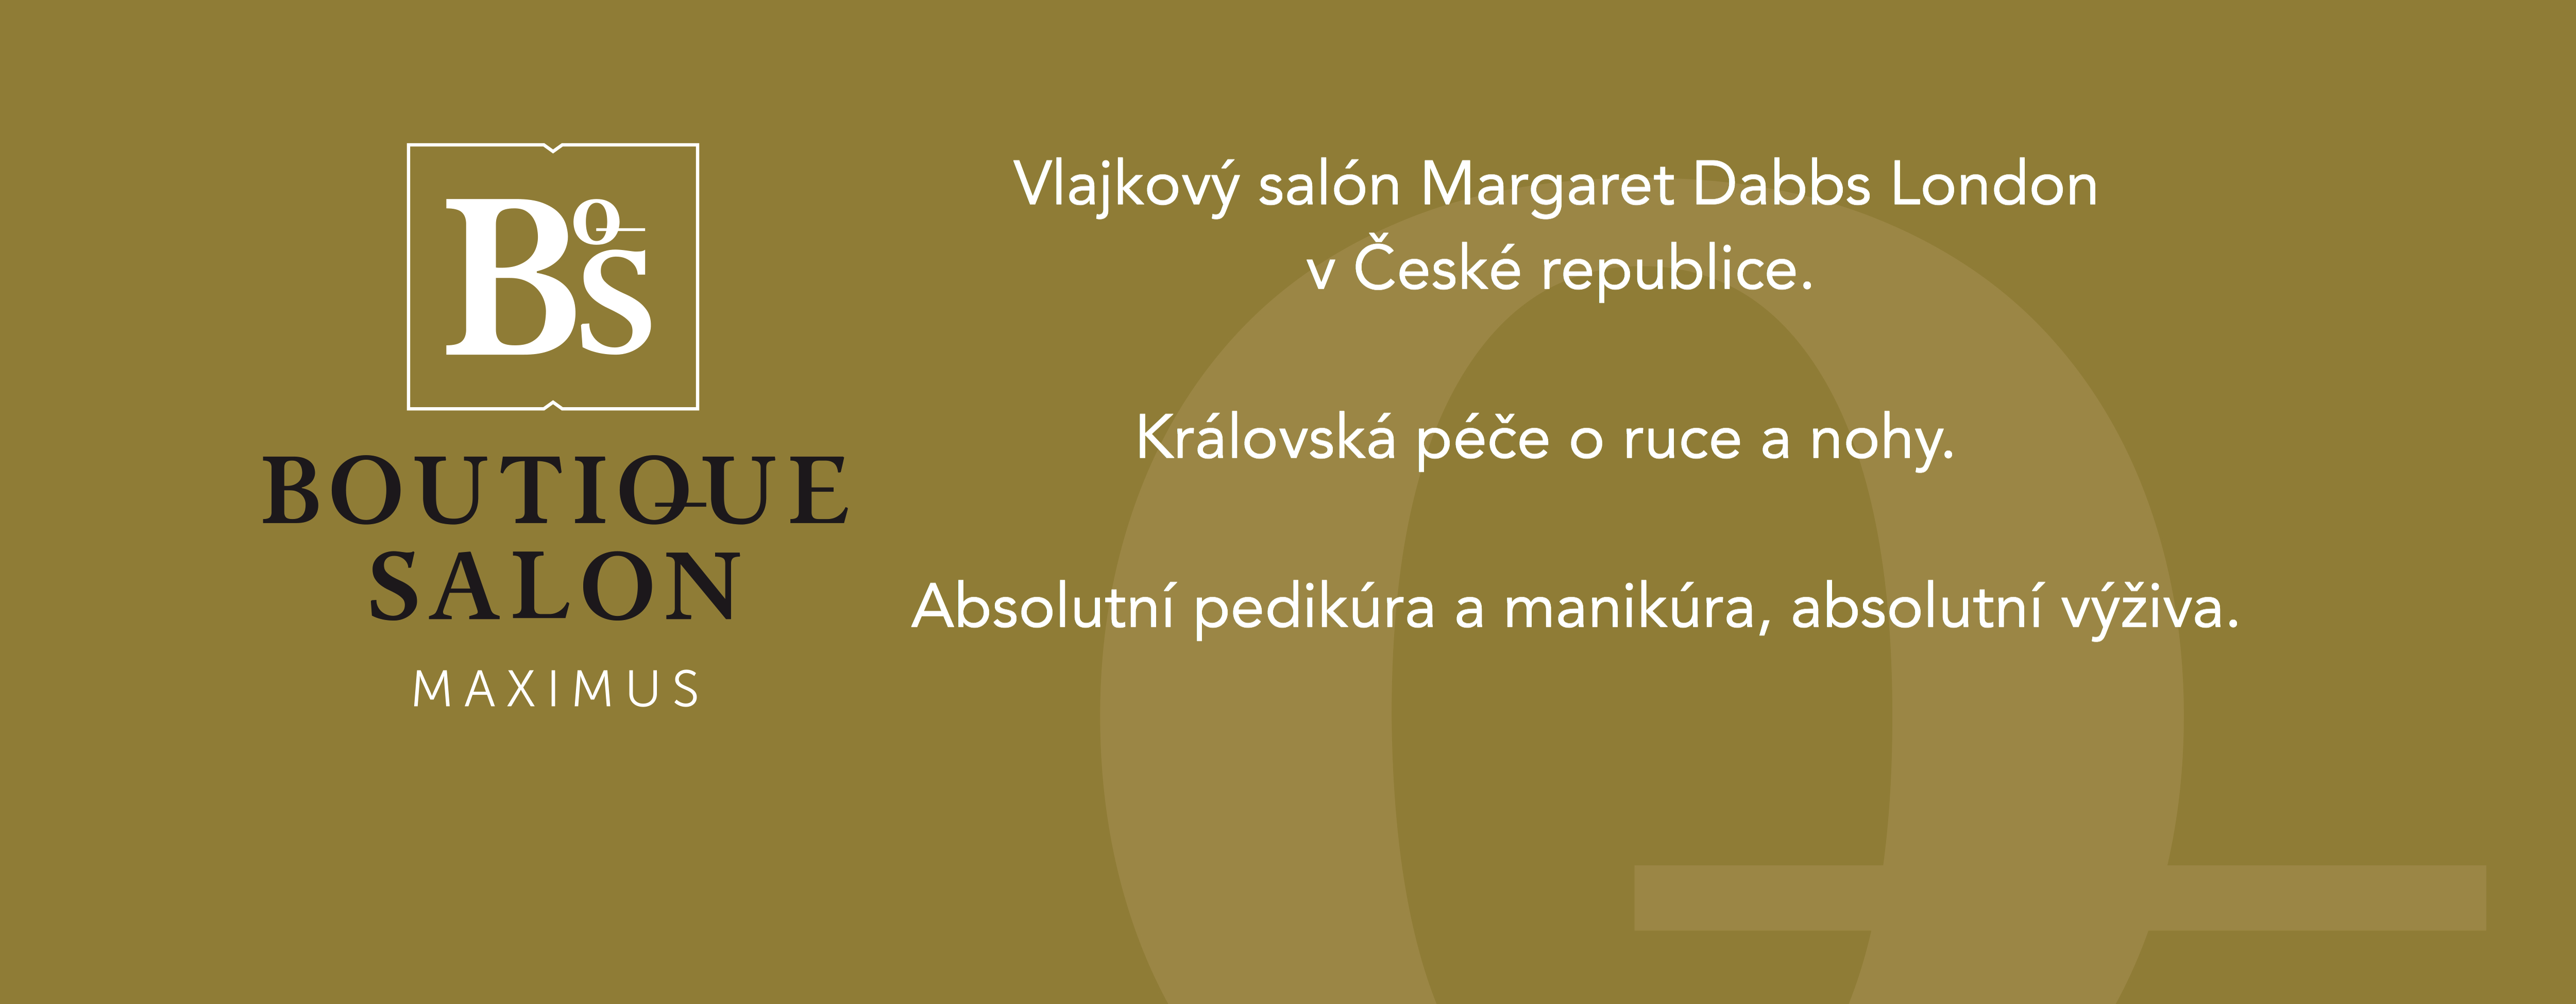 BQS
BOUTIQUE
SALON
MAXIMUS
Vlajkový salón Margaret Dabbs London
v České republice.
Královská péče o ruce a nohy.
Absolutní pedikúra a manikúra, absolutní výživa.